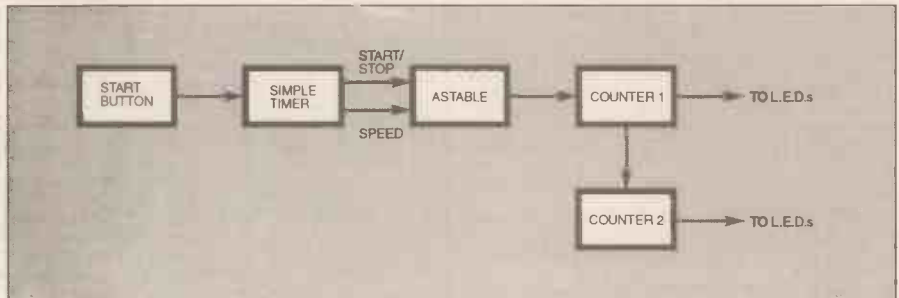 START
BUTTON
SIMPLE
TIMER
START/
STOP
SPEED
ASTABLE
COUNTER 1
TO L.E.D.s
COUNTER 2
TO L.E.D.s